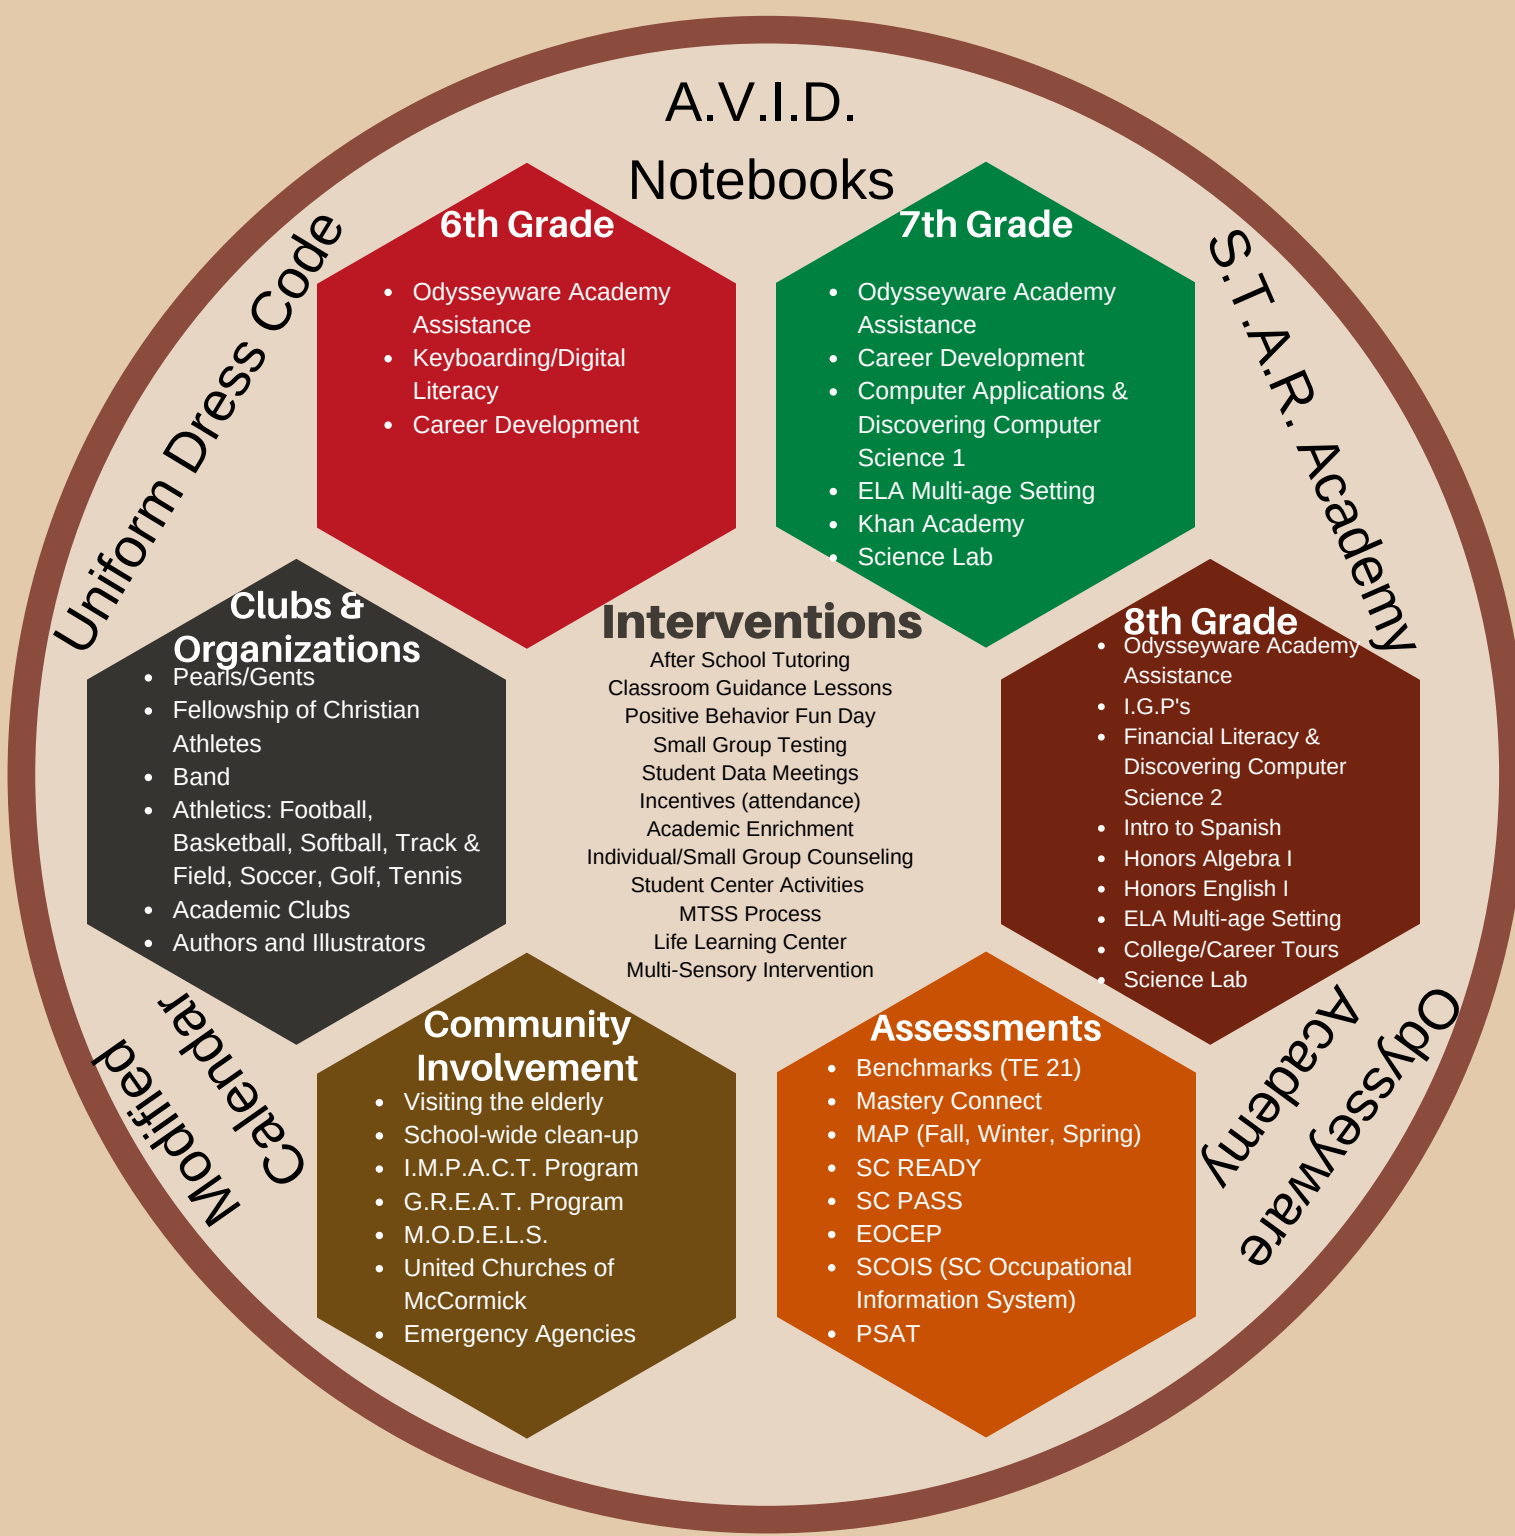 A.V.I.D.
Notebooks
Uniform Dress Code
S.T.A.R. Academy
6th Grade
• Odysseyware Academy
Assistance
• Keyboarding/Digital
Literacy
• Career Development
7th Grade
• Odysseyware Academy
Assistance
• Career Development
• Computer Applications &
Discovering Computer
Science 1
• ELA Multi-age Setting
• Khan Academy
• Science Lab
Clubs &
Organizations
• Pearls/Gents
• Fellowship of Christian
Athletes
• Band
• Athletics: Football,
Basketball, Softball, Track &
Field, Soccer, Golf, Tennis
• Academic Clubs
• Authors and Illustrators
Interventions
After School Tutoring
Classroom Guidance Lessons
Positive Behavior Fun Day
Small Group Testing
Student Data Meetings
Incentives (attendance)
Academic Enrichment
Individual/Small Group Counseling
Student Center Activities
MTSS Process
Life Learning Center
Multi-Sensory Intervention
8th Grade
• Odysseyware Academy
Assistance
• I.G.P's
• Financial Literacy &
Discovering Computer
Science 2
• Intro to Spanish
• Honors Algebra I
• Honors English I
• ELA Multi-age Setting
• College/Career Tours
• Science Lab
Modified
Calendar
Community
Involvement
• Visiting the elderly
• School-wide clean-up
• I.M.P.A.C.T. Program
• G.R.E.A.T. Program
• M.O.D.E.L.S.
• United Churches of
McCormick
• Emergency Agencies
Assessments
• Benchmarks (TE 21)
• Mastery Connect
• MAP (Fall, Winter, Spring)
• SC READY
• SC PASS
• EOCEP
• SCOIS (SC Occupational
Information System)
• PSAT
Odysseyware
Academy